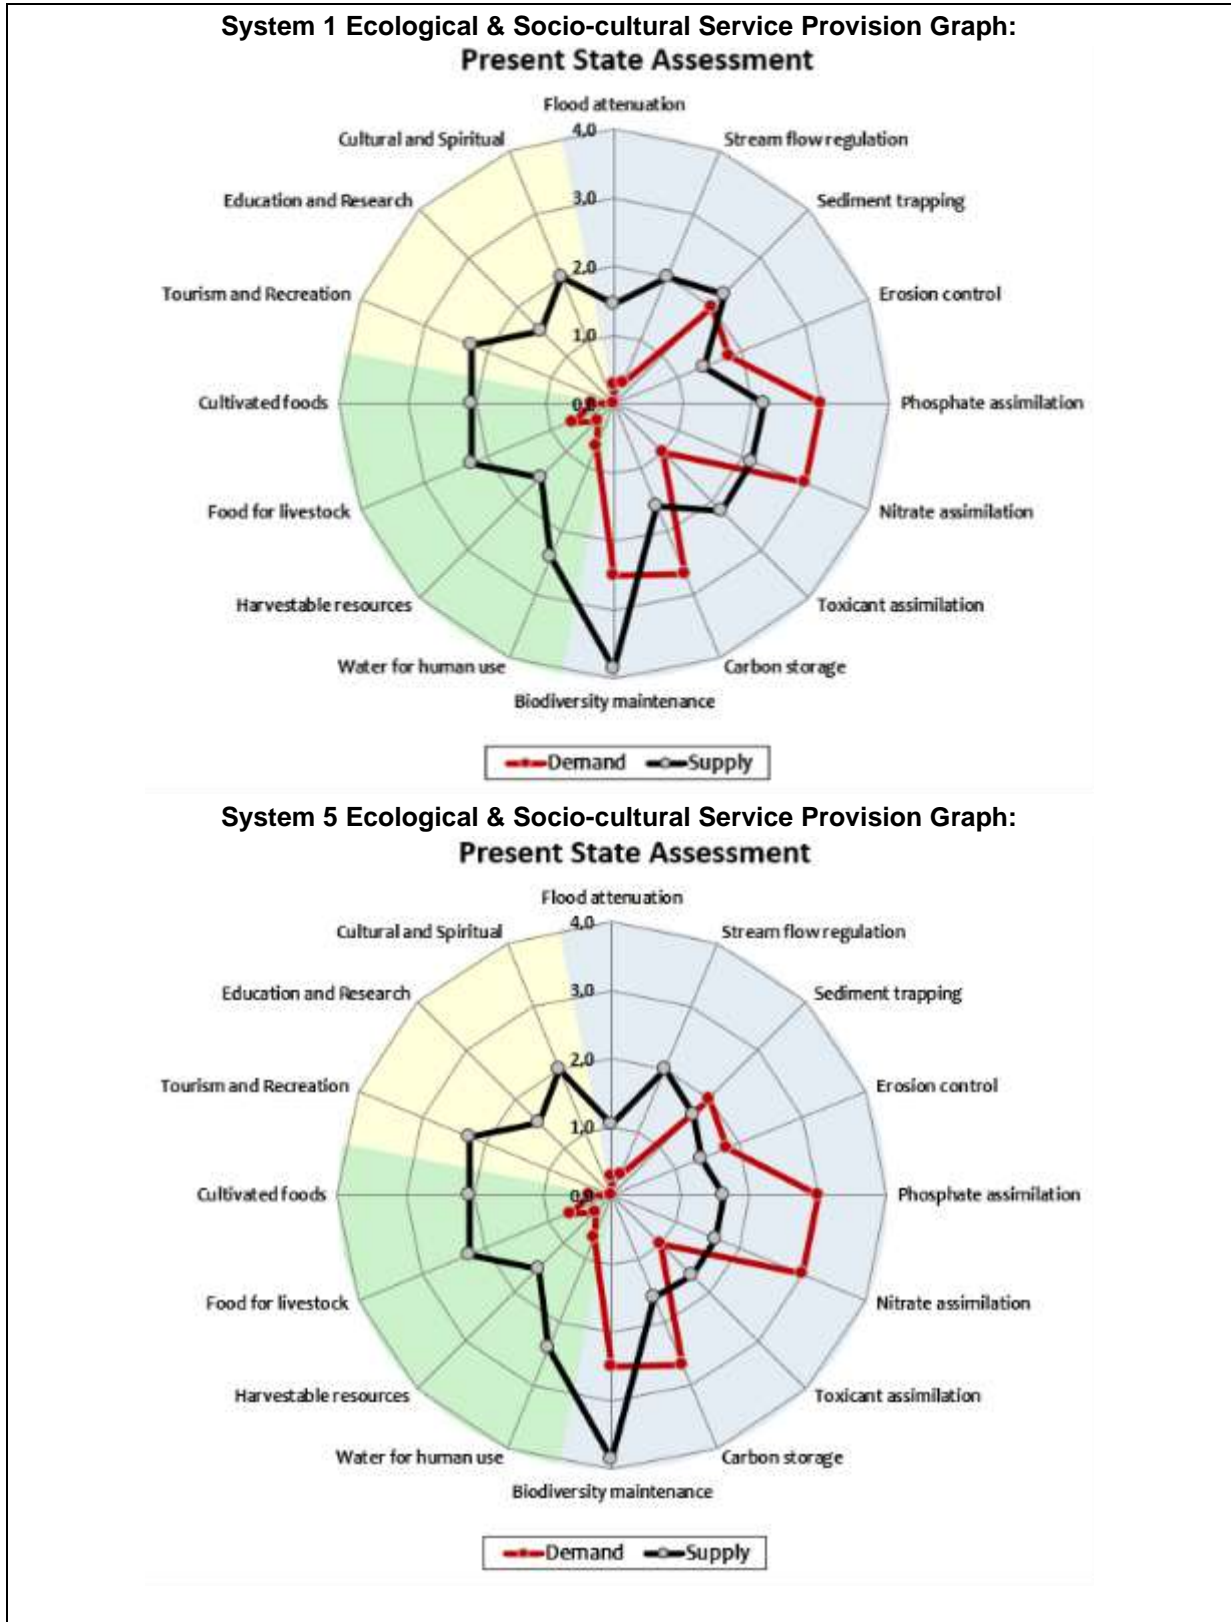 System 1 Ecological & Socio-cultural Service Provision Graph:
Present State Assessment
Flood attenuation
Cultural and Spiritual
4,0
Stream flow regulation
Education and Research
3,0
Sediment trapping
Tourism and Recreation
2,0
Erosion control
1,0
Cultivated foods
0,0
Phosphate assimilation
Food for livestock
Nitrate assimilation
Harvestable resources
Toxicant assimilation
Water for human use
Carbon storage
Biodiversity maintenance
Demand Supply
System 5 Ecological & Socio-cultural Service Provision Graph:
Present State Assessment
Flood attenuation
Cultural and Spiritual
4,0
Stream flow regulation
Education and Research
3,0
Sediment trapping
Tourism and Recreation
2,0
Erosion control
1,0
Cultivated foods
0,0
Phosphate assimilation
Food for livestock
Nitrate assimilation
Harvestable resources
Toxicant assimilation
Water for human use
Carbon storage
Biodiversity maintenance
Demand Supply